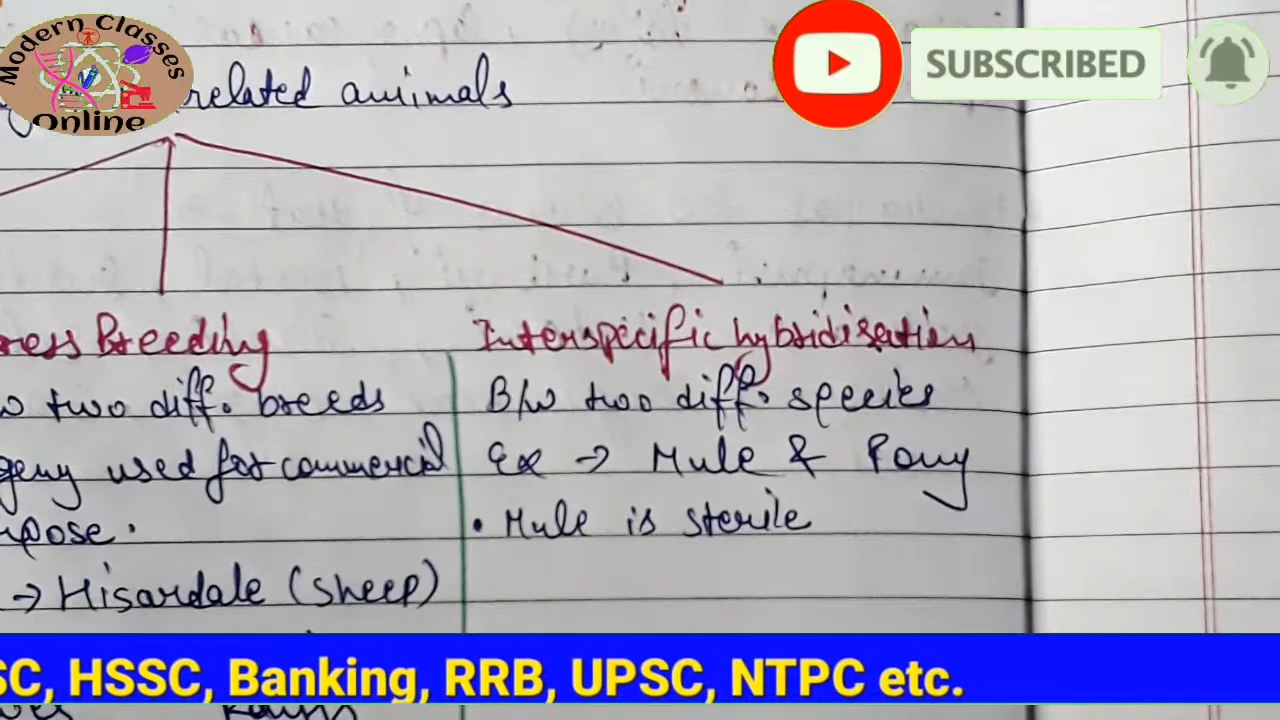 Modern Classes
Online
SUBSCRIBED
related animals
Breeding
two diff. breeds
used for commercial
→ Hisardale (sheep)
Interspecific hybridisation
B/w two diff. species
Ex → Mule & Pony
• Mule is sterile
SC, HSSC, Banking, RRB, UPSC, NTPC etc.